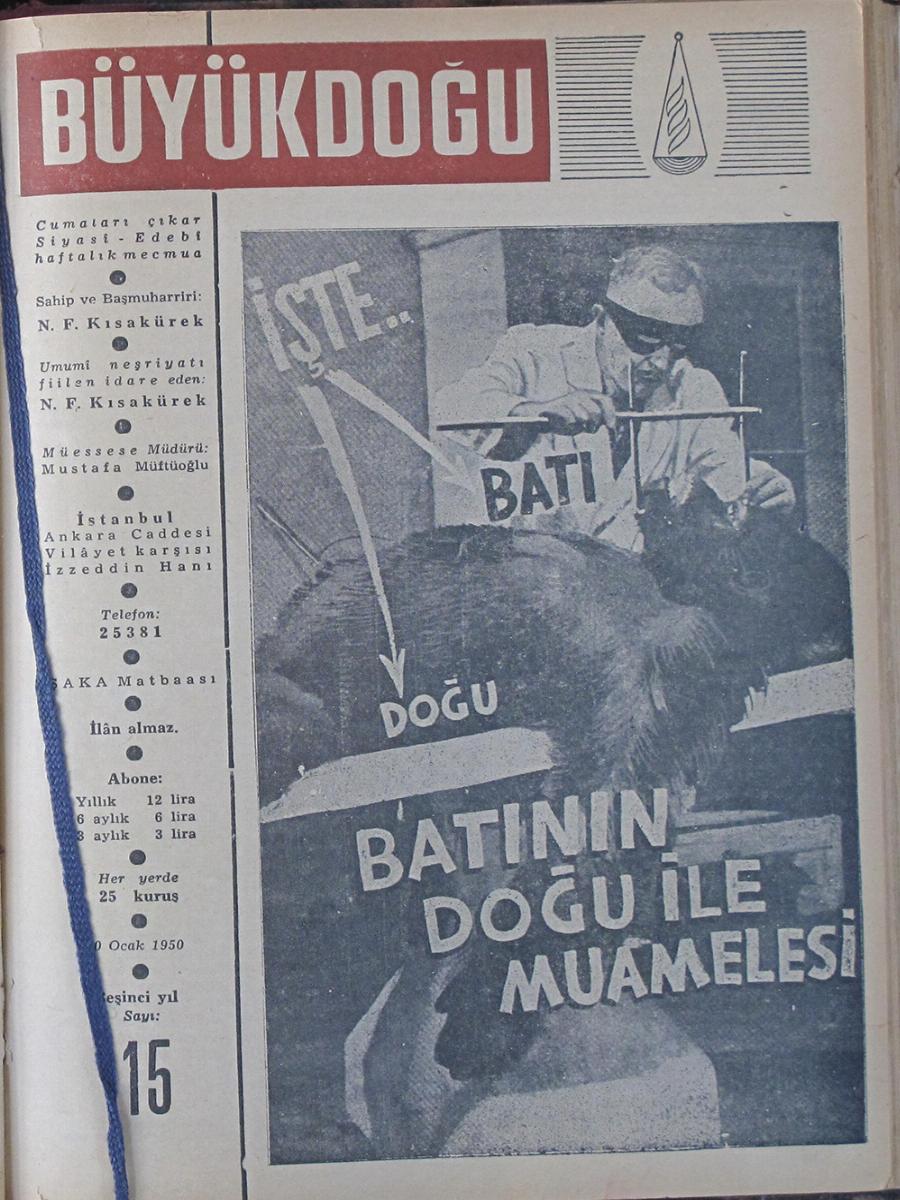 BÜYÜKDOĞU
Cumaları çıkar
Siyasî - Edebî
haftalık mecmua
Sahip ve Başmuharriri:
N. F. Kısakürek
Umumî neşriyatı
fiilen idare eden:
N. F. Kısakürek
Müessese Müdürü:
Mustafa Müftüoğlu
İstanbul
Ankara Caddesi
Vilâyet karşısı
İzzeddin Hanı
Telefon:
25381
Matbaası
İlân almaz.
Abone:
Yıllık 12 lira
6 aylık 6 lira
3 aylık 3 lira
Her yerde
25 kuruş
Ocak 1950
yıl
Sayı:
15
İŞTE..
BATI
DOĞU
BATININ
DOĞU İLE
MUAMELESİ